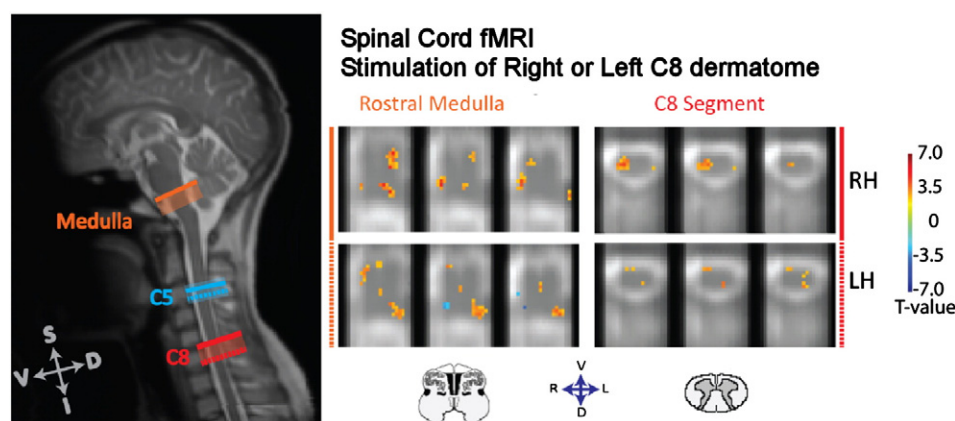 Spinal Cord fMRI
Stimulation of Right or Left C8 dermatome
Rostral Medulla
C8 Segment
Medulla
C5
C8
S
V
D
I
RH
LH
7.0
3.5
0
-3.5
-7.0
T-value
V
R
L
D